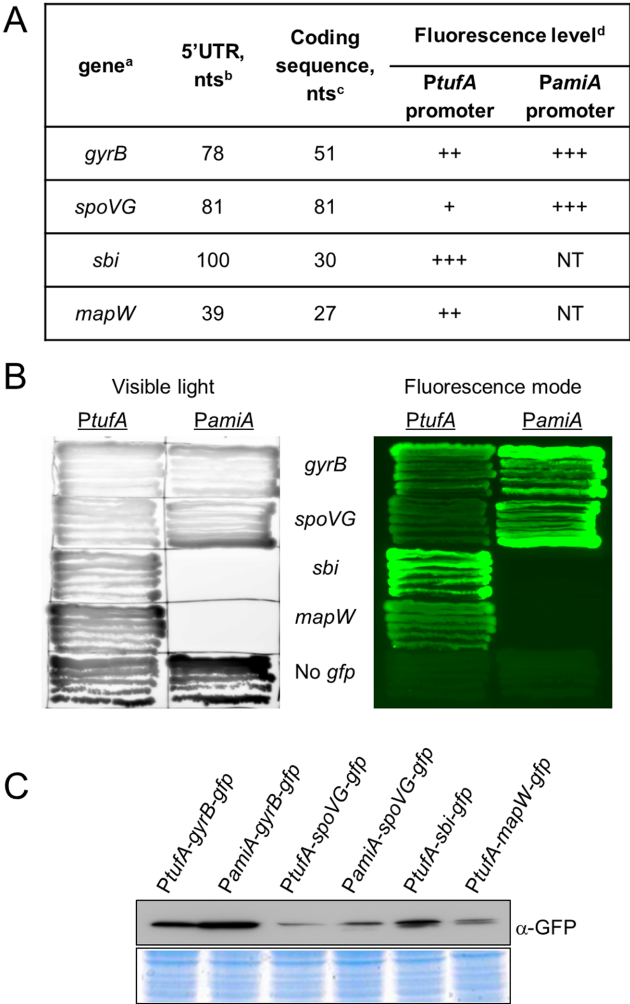 A
gene^a 5’UTR, nts^b Coding sequence, nts^c Fluorescence level^d
PtufA promoter PamiA promoter
gyrB 78 51 ++ +++
spoVG 81 81 + +++
sbi 100 30 +++ NT
mapW 39 27 ++ NT
B
Visible light Fluorescence mode
PtufA PamiA PtufA PamiA
gyrB
spoVG
sbi
mapW
No gfp
C
PtufA-gyrB-gfp
PamiA-gyrB-gfp
PtufA-spoVG-gfp
PamiA-spoVG-gfp
PtufA-sbi-gfp
PtufA-mapW-gfp
α-GFP